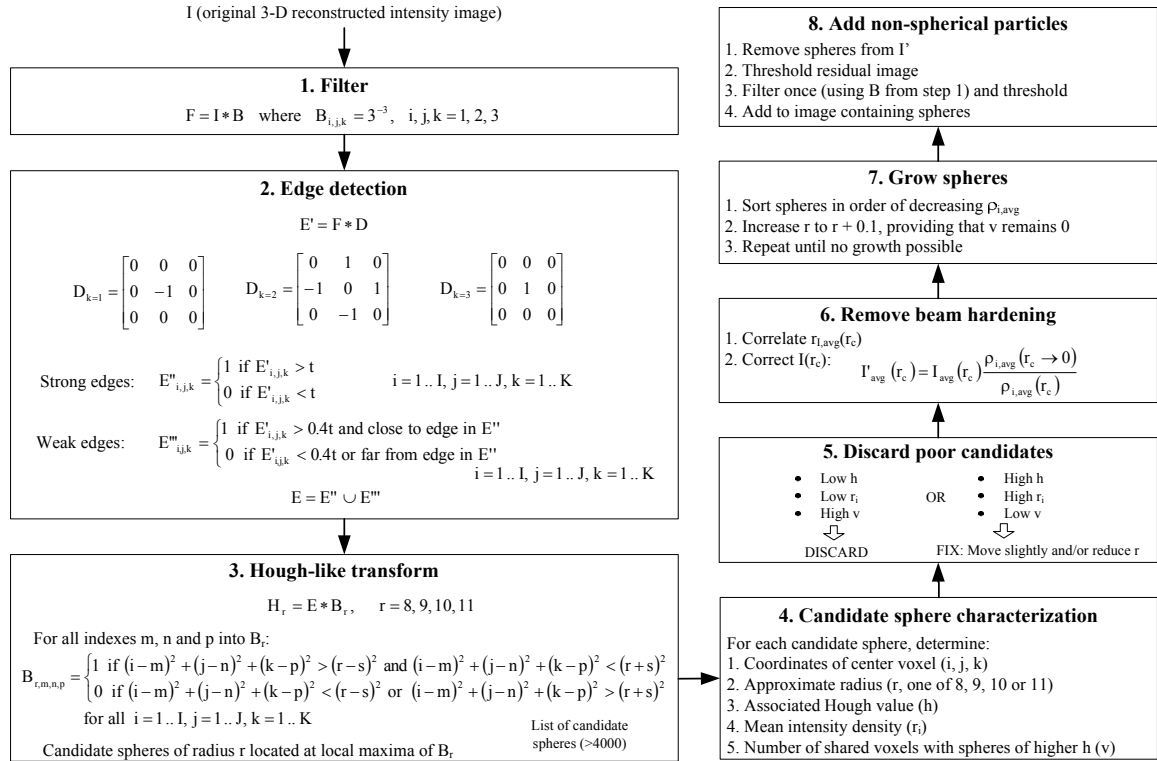 I (original 3-D reconstructed intensity image)
1. Filter
F = I * B where B_{i,j,k} = 3^{-3}, i, j, k = 1, 2, 3
2. Edge detection
E' = F * D
D_{k=1} = [0 0 0; 0 −1 0; 0 0 0] D_{k=2} = [0 1 0; −1 0 1; 0 −1 0] D_{k=3} = [0 0 0; 0 1 0; 0 0 0]
Strong edges: E''_{i,j,k} = {1 if E'_{i,j,k} > t
0 if E'_{i,j,k} < t
i = 1 .. I, j = 1 .. J, k = 1 .. K
Weak edges: E'''_{i,j,k} = {1 if E'_{i,j,k} > 0.4t and close to edge in E''
0 if E'_{i,j,k} < 0.4t or far from edge in E''
i = 1 .. I, j = 1 .. J, k = 1 .. K
E = E'' ∪ E'''
3. Hough-like transform
H_r = E * B_r, r = 8, 9, 10, 11
For all indexes m, n and p into B_r:
B_{r,m,n,p} = {1 if (i−m)² + (j−n)² + (k−p)² > (r−s)² and (i−m)² + (j−n)² + (k−p)² < (r+s)²
0 if (i−m)² + (j−n)² + (k−p)² < (r−s)² or (i−m)² + (j−n)² + (k−p)² > (r+s)²
for all i = 1 .. I, j = 1 .. J, k = 1 .. K
Candidate spheres of radius r located at local maxima of B_r
List of candidate
spheres (>4000)
4. Candidate sphere characterization
For each candidate sphere, determine:
1. Coordinates of center voxel (i, j, k)
2. Approximate radius (r, one of 8, 9, 10 or 11)
3. Associated Hough value (h)
4. Mean intensity density (r_i)
5. Number of shared voxels with spheres of higher h (v)
5. Discard poor candidates
• Low h
• Low r_i
• High v
DISCARD
OR
• High h
• High r_i
• Low v
FIX: Move slightly and/or reduce r
6. Remove beam hardening
1. Correlate r_{I,avg}(r_c)
2. Correct I(r_c): I'_{avg}(r_c) = I_{avg}(r_c) ρ_{i,avg}(r_c → 0) / ρ_{i,avg}(r_c)
7. Grow spheres
1. Sort spheres in order of decreasing ρ_{i,avg}
2. Increase r to r + 0.1, providing that v remains 0
3. Repeat until no growth possible
8. Add non-spherical particles
1. Remove spheres from I’
2. Threshold residual image
3. Filter once (using B from step 1) and threshold
4. Add to image containing spheres